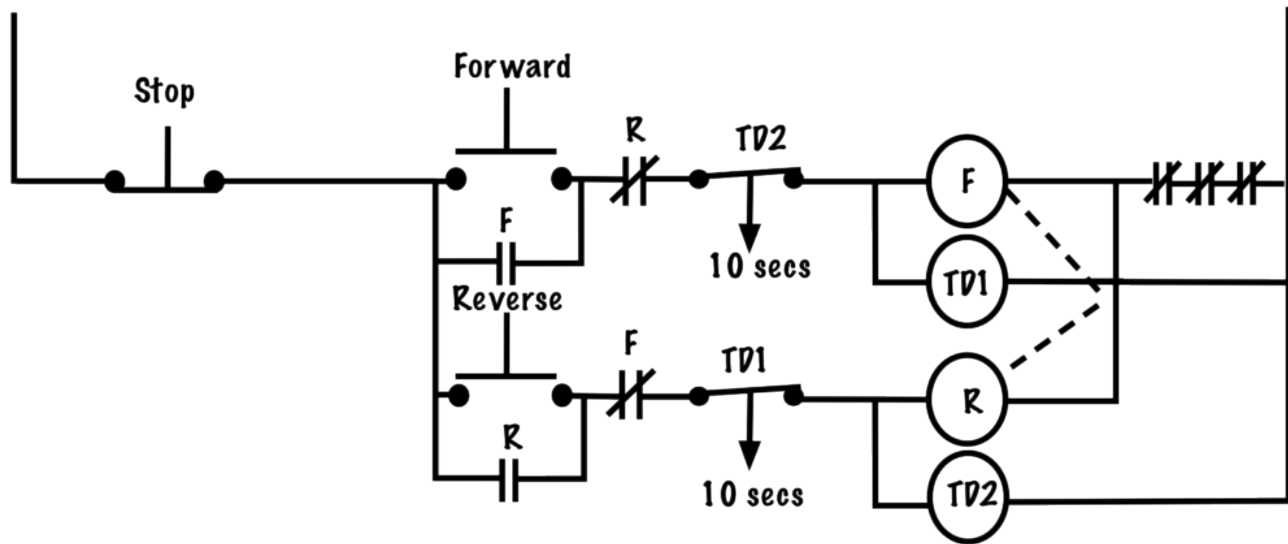 Forward
Stop
R
TD2
F
F
10 secs
TD1
Reverse
F
TD1
R
R
10 secs
TD2